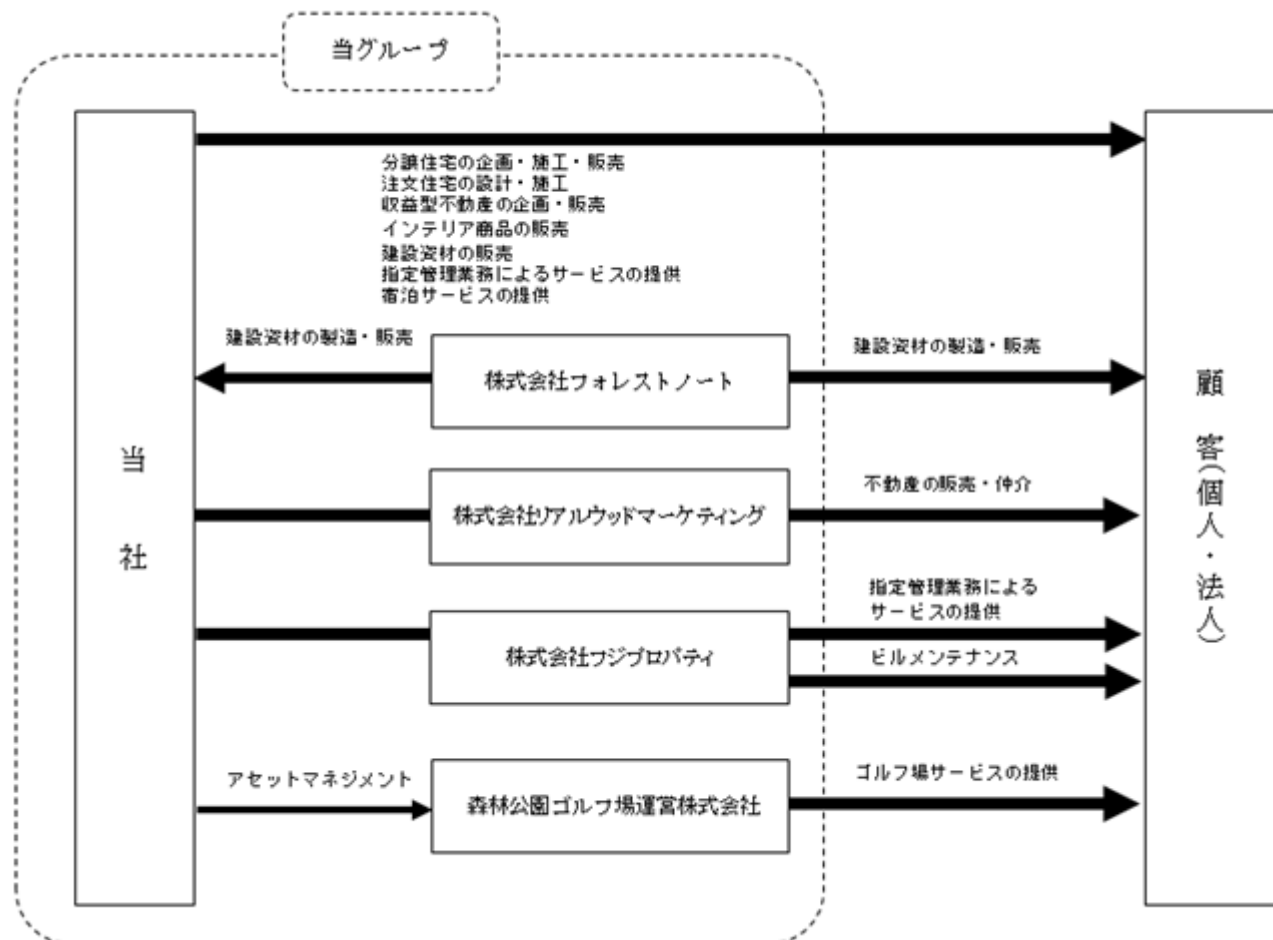 当グループ
分譲住宅の企画・施工・販売
注文住宅の設計・施工
収益型不動産の企画・販売
インテリア商品の販売
建設資材の販売
指定管理業務によるサービスの提供
宿泊サービスの提供
建設資材の製造・販売
株式会社フォレストノート
建設資材の製造・販売
当社
株式会社リアルウッドマーケティング
不動産の販売・仲介
顧客(個人・法人)
株式会社フジプロパティ
指定管理業務による
サービスの提供
ビルメンテナンス
アセットマネジメント
森林公園ゴルフ場運営株式会社
ゴルフ場サービスの提供